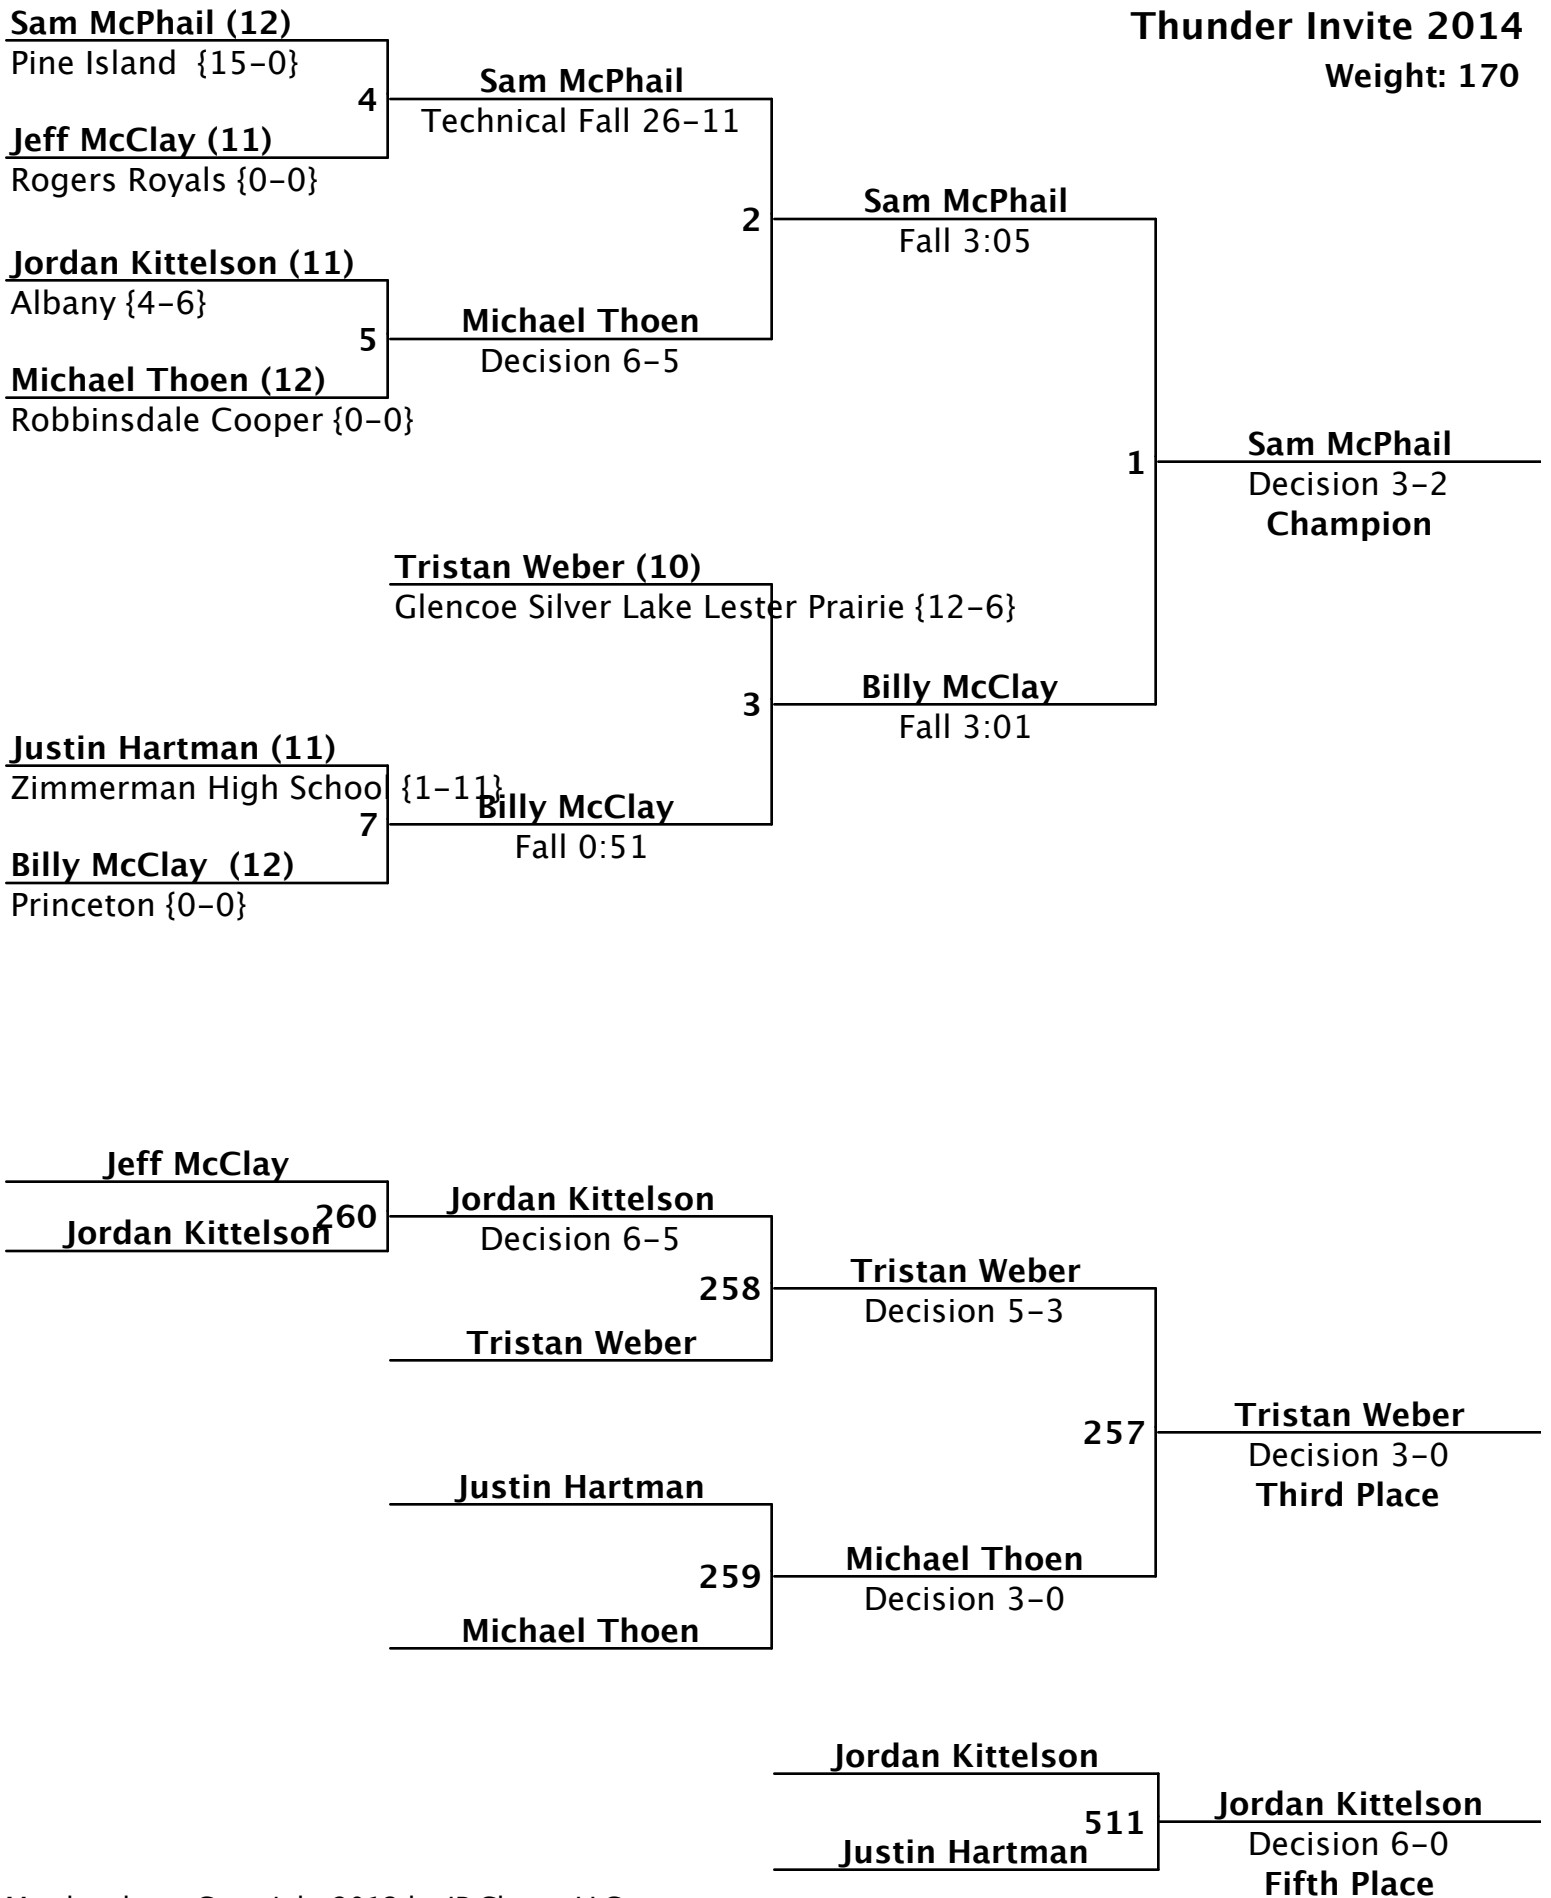 Thunder Invite 2014
Weight: 170
Sam McPhail (12)
Pine Island {15-0}
4
Jeff McClay (11)
Rogers Royals {0-0}
Sam McPhail
Technical Fall 26-11
2
Jordan Kittelson (11)
Albany {4-6}
5
Michael Thoen (12)
Robbinsdale Cooper {0-0}
Michael Thoen
Decision 6-5
Sam McPhail
Fall 3:05
1
Sam McPhail
Decision 3-2
Champion
Tristan Weber (10)
Glencoe Silver Lake Lester Prairie {12-6}
3
Billy McClay
Fall 3:01
Justin Hartman (11)
Zimmerman High School {1-11}
7
Billy McClay (12)
Princeton {0-0}
Billy McClay
Fall 0:51
Jeff McClay
260
Jordan Kittelson
Jordan Kittelson
Decision 6-5
258
Tristan Weber
Tristan Weber
Decision 5-3
257
Justin Hartman
259
Michael Thoen
Michael Thoen
Decision 3-0
Tristan Weber
Decision 3-0
Third Place
Jordan Kittelson
511
Justin Hartman
Jordan Kittelson
Decision 6-0
Fifth Place